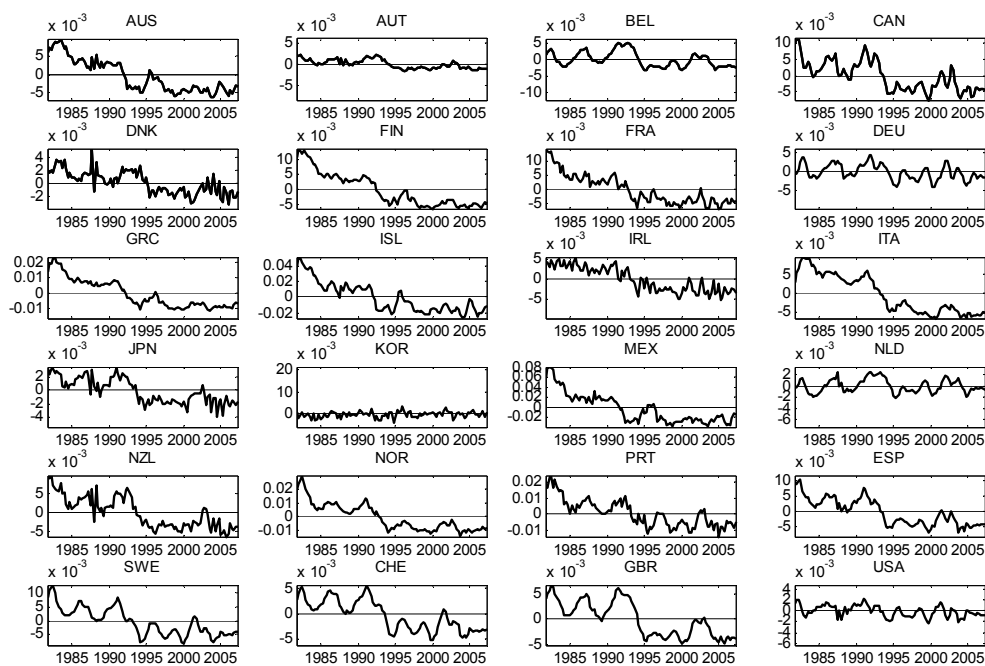 x 10⁻³
AUS
5
0
-5
1985 1990 1995 2000 2005
x 10⁻³
AUT
5
0
-5
1985 1990 1995 2000 2005
x 10⁻³
BEL
5
0
-5
-10
1985 1990 1995 2000 2005
x 10⁻³
CAN
10
5
0
-5
1985 1990 1995 2000 2005
x 10⁻³
DNK
4
2
0
-2
1985 1990 1995 2000 2005
x 10⁻³
FIN
10
5
0
-5
1985 1990 1995 2000 2005
x 10⁻³
FRA
10
5
0
-5
1985 1990 1995 2000 2005
x 10⁻³
DEU
5
0
-5
1985 1990 1995 2000 2005
GRC
0.02
0.01
0
-0.01
1985 1990 1995 2000 2005
ISL
0.04
0.02
0
-0.02
1985 1990 1995 2000 2005
x 10⁻³
IRL
5
0
-5
1985 1990 1995 2000 2005
x 10⁻³
ITA
5
0
-5
1985 1990 1995 2000 2005
x 10⁻³
JPN
2
0
-2
-4
1985 1990 1995 2000 2005
x 10⁻³
KOR
20
10
0
1985 1990 1995 2000 2005
MEX
0.08
0.06
0.04
0.02
0
-0.02
1985 1990 1995 2000 2005
x 10⁻³
NLD
4
2
0
-2
-4
-6
1985 1990 1995 2000 2005
x 10⁻³
NZL
5
0
-5
1985 1990 1995 2000 2005
NOR
0.02
0.01
0
-0.01
1985 1990 1995 2000 2005
PRT
0.02
0.01
0
-0.01
1985 1990 1995 2000 2005
x 10⁻³
ESP
10
5
0
-5
1985 1990 1995 2000 2005
x 10⁻³
SWE
10
5
0
-5
1985 1990 1995 2000 2005
x 10⁻³
CHE
5
0
-5
1985 1990 1995 2000 2005
x 10⁻³
GBR
5
0
-5
1985 1990 1995 2000 2005
x 10⁻³
USA
4
2
0
-2
-4
-6
1985 1990 1995 2000 2005